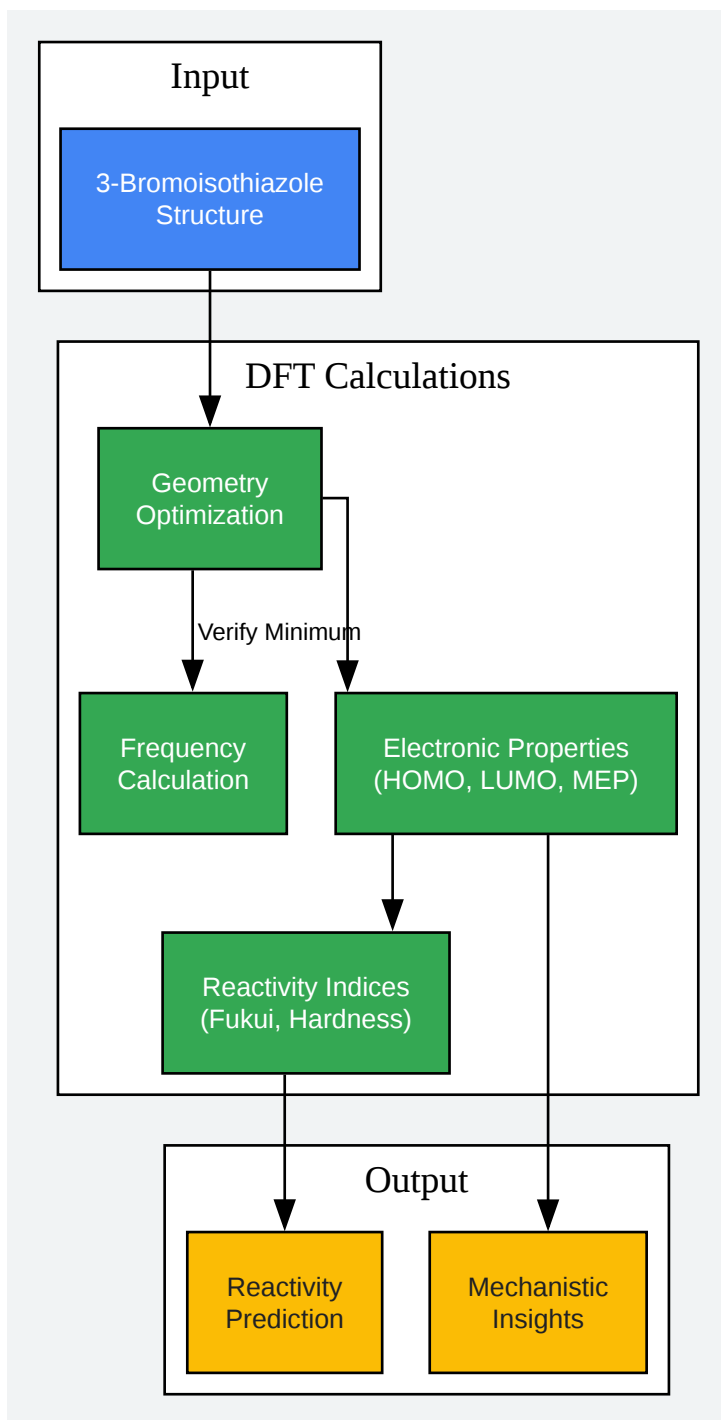 Input
3-Bromoisothiazole
Structure
DFT Calculations
Geometry
Optimization
Verify Minimum
Frequency
Calculation
Electronic Properties
(HOMO, LUMO, MEP)
Reactivity Indices
(Fukui, Hardness)
Output
Reactivity
Prediction
Mechanistic
Insights